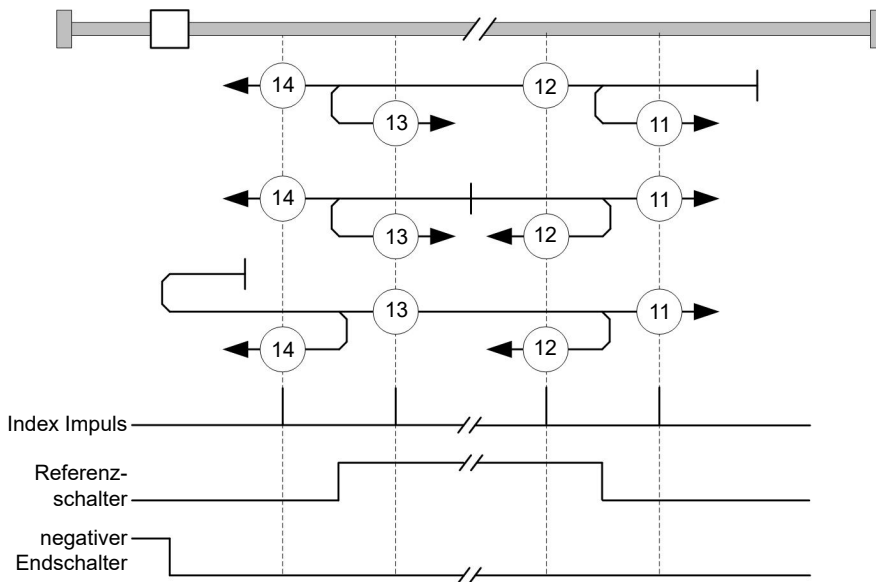 14
12
13
11
14
11
13
12
13
11
14
12
Index Impuls
Referenz-
schalter
negativer
Endschalter